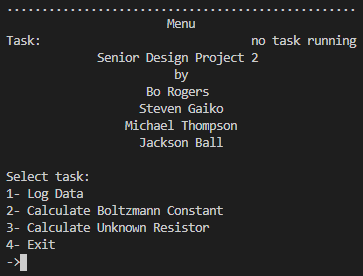 ..................................................
Menu
Task: no task running
Senior Design Project 2
by
Bo Rogers
Steven Gaiko
Michael Thompson
Jackson Ball
Select task:
1- Log Data
2- Calculate Boltzmann Constant
3- Calculate Unknown Resistor
4- Exit
->